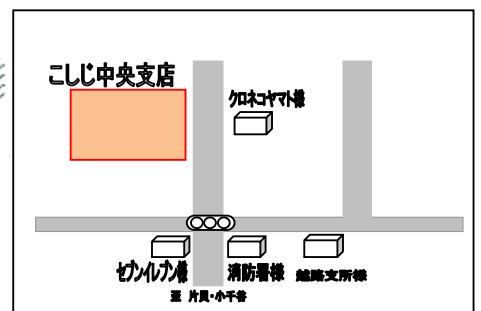 こしじ中央支店
クロネコヤマト様
セブンイレブン様
消防署様
越路支所様
至 片貝・小千谷